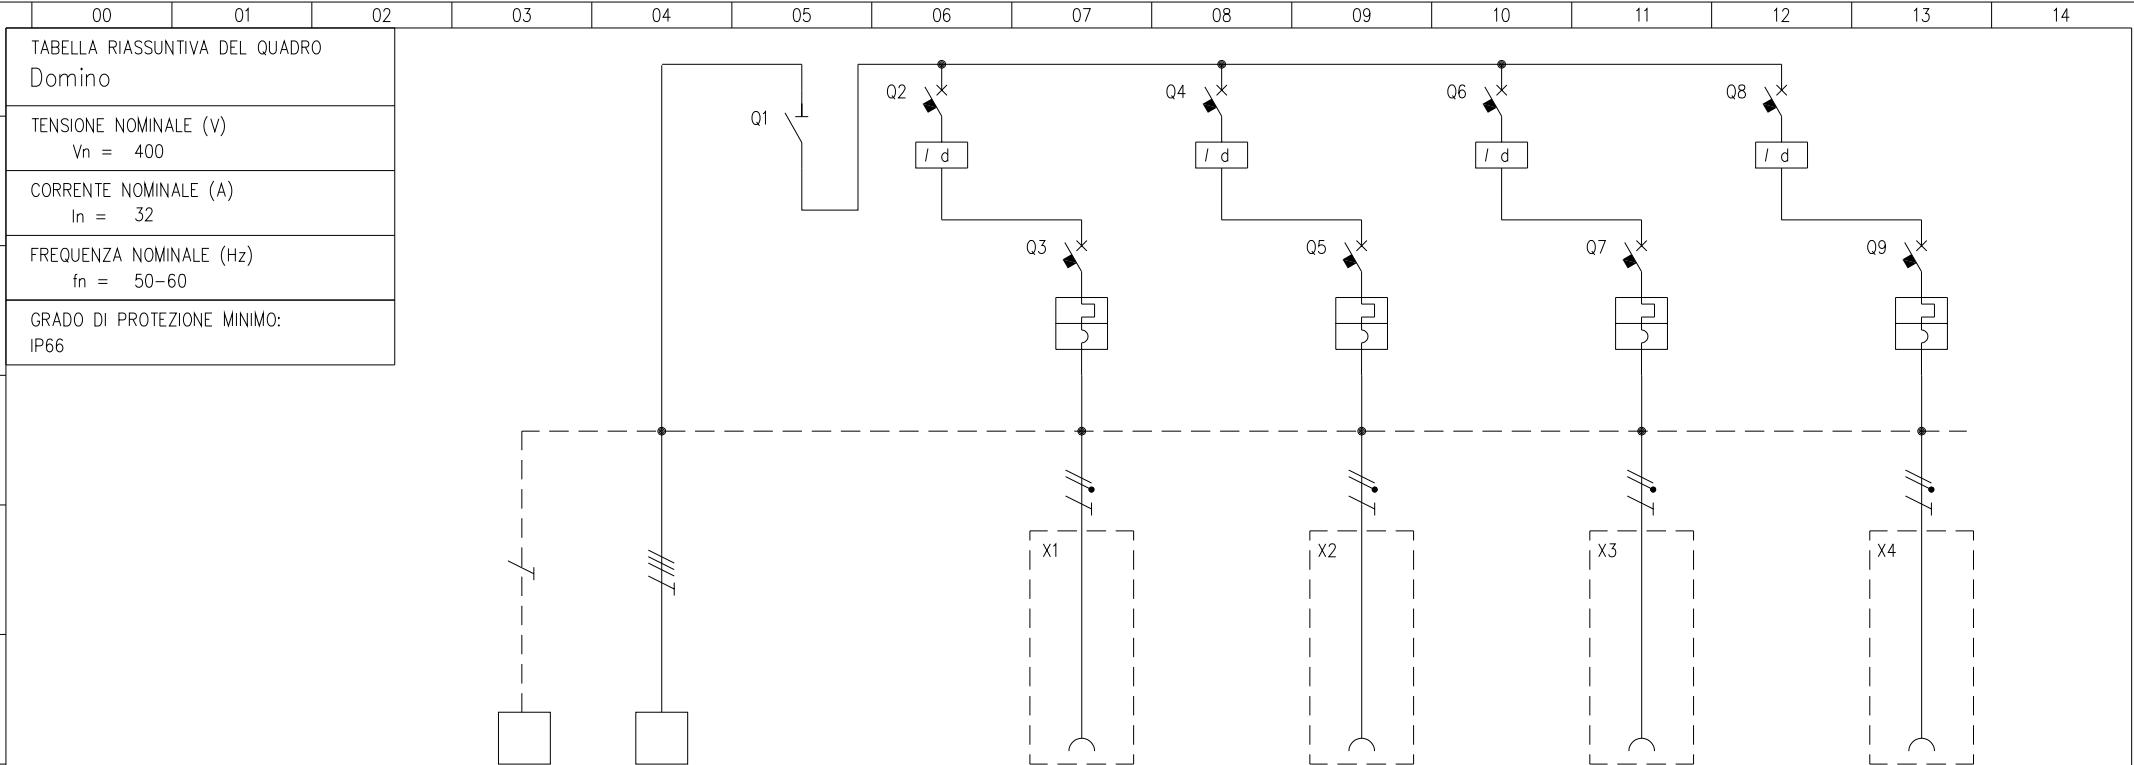 00 01 02 03 04 05 06 07 08 09 10 11 12 13 14
TABELLA RIASSUNTIVA DEL QUADRO
Domino
TENSIONE NOMINALE (V)
Vn = 400
CORRENTE NOMINALE (A)
In = 32
FREQUENZA NOMINALE (Hz)
fn = 50-60
GRADO DI PROTEZIONE MINIMO:
IP66
Q2 Q4 Q6 Q8
Q1
I d I d I d I d
Q3 Q5 Q7 Q9
X1 X2 X3 X4